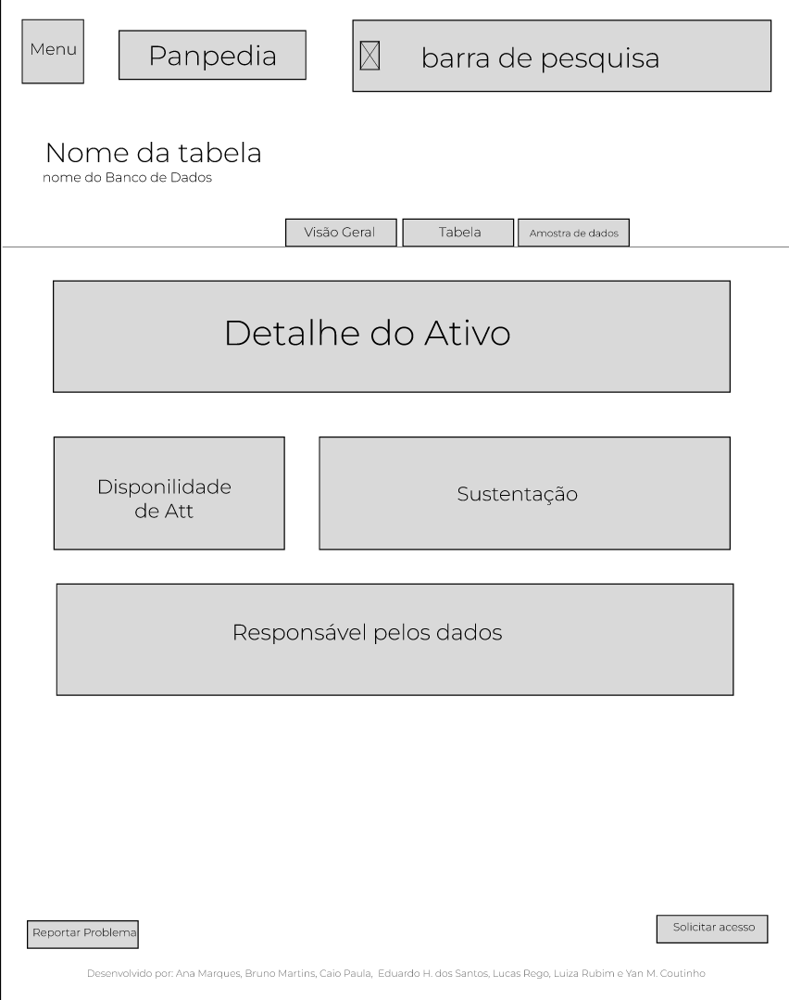 Menu
Panpedia
barra de pesquisa
Nome da tabela
nome do Banco de Dados
Visão Geral
Tabela
Amostra de dados
Detalhe do Ativo
Disponilidade
de Att
Sustentação
Responsável pelos dados
Reportar Problema
Solicitar acesso
Desenvolvido por: Ana Marques, Bruno Martins, Caio Paula, Eduardo H. dos Santos, Lucas Rego, Luiza Rubim e Yan M. Coutinho